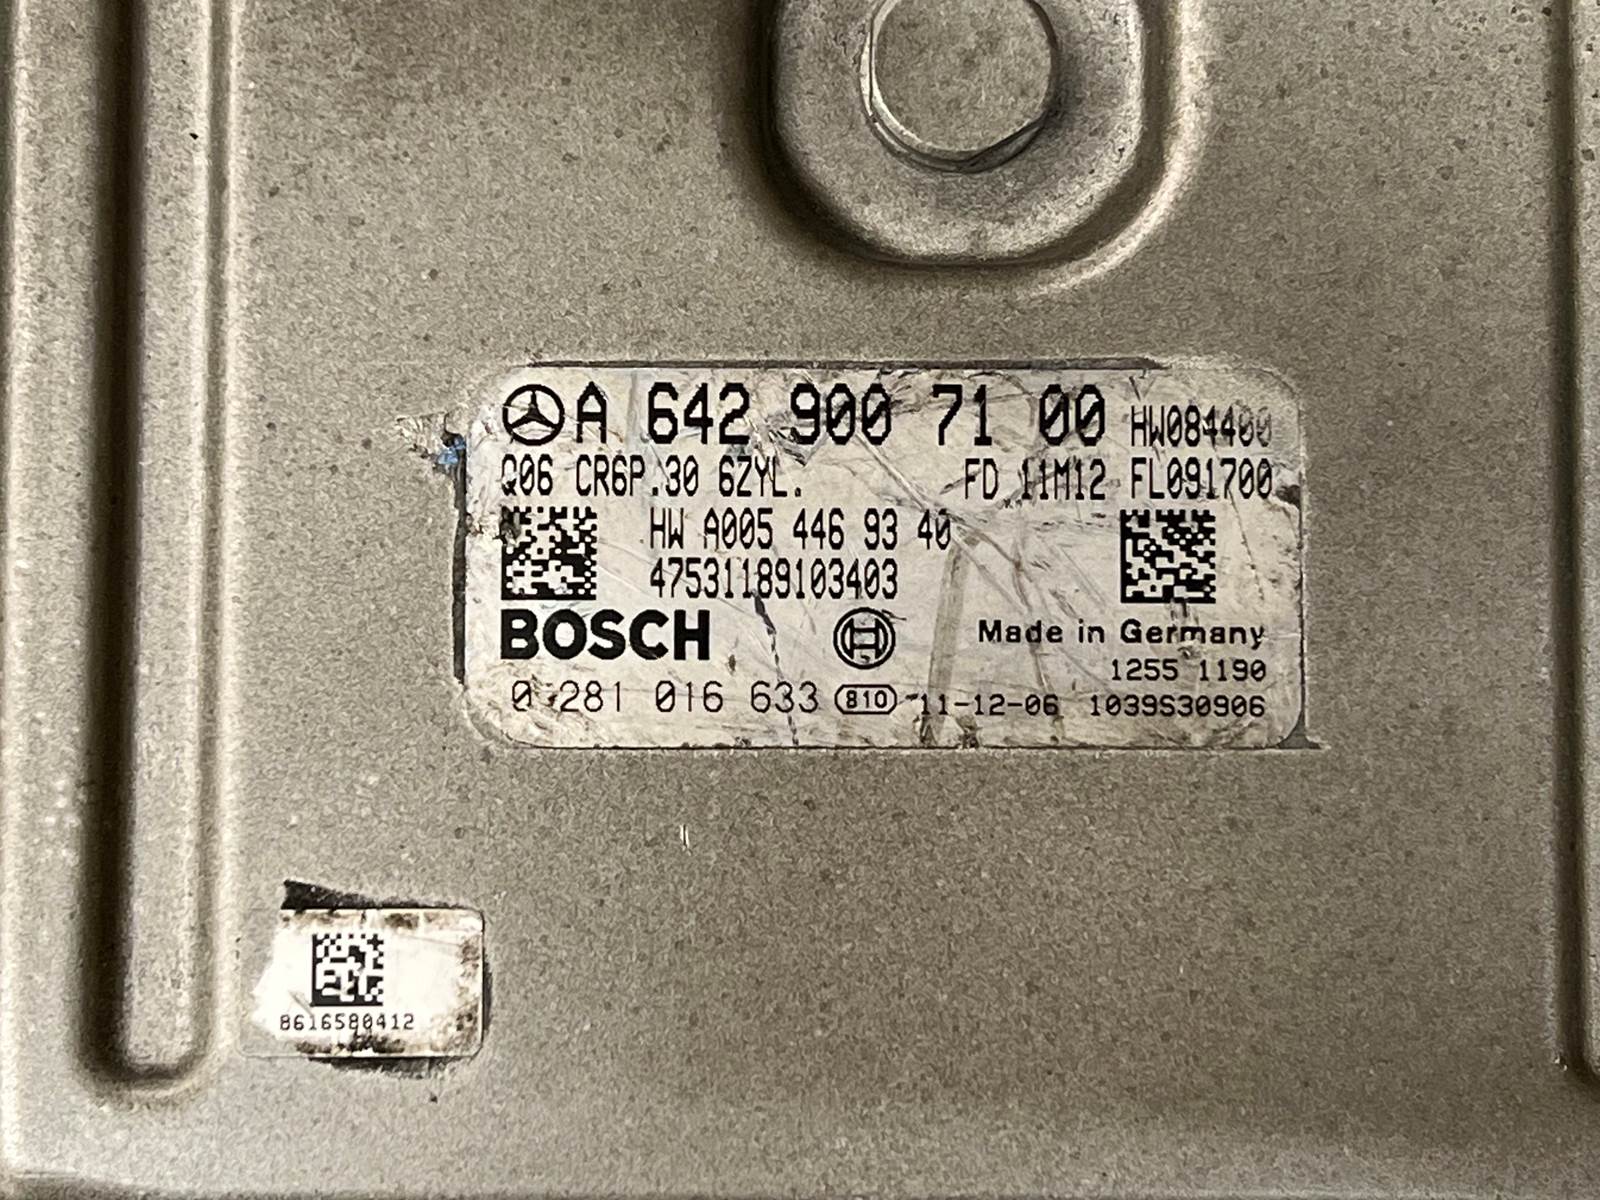 A 642 900 71 00 HW084400
Q06 CR6P.30 6ZYL. FD 11M12 FL091700
HW A005 446 93 40
47531189103403
BOSCH
Made in Germany
1255 1190
0 281 016 633 810 11-12-06 1039S30906
8616580412